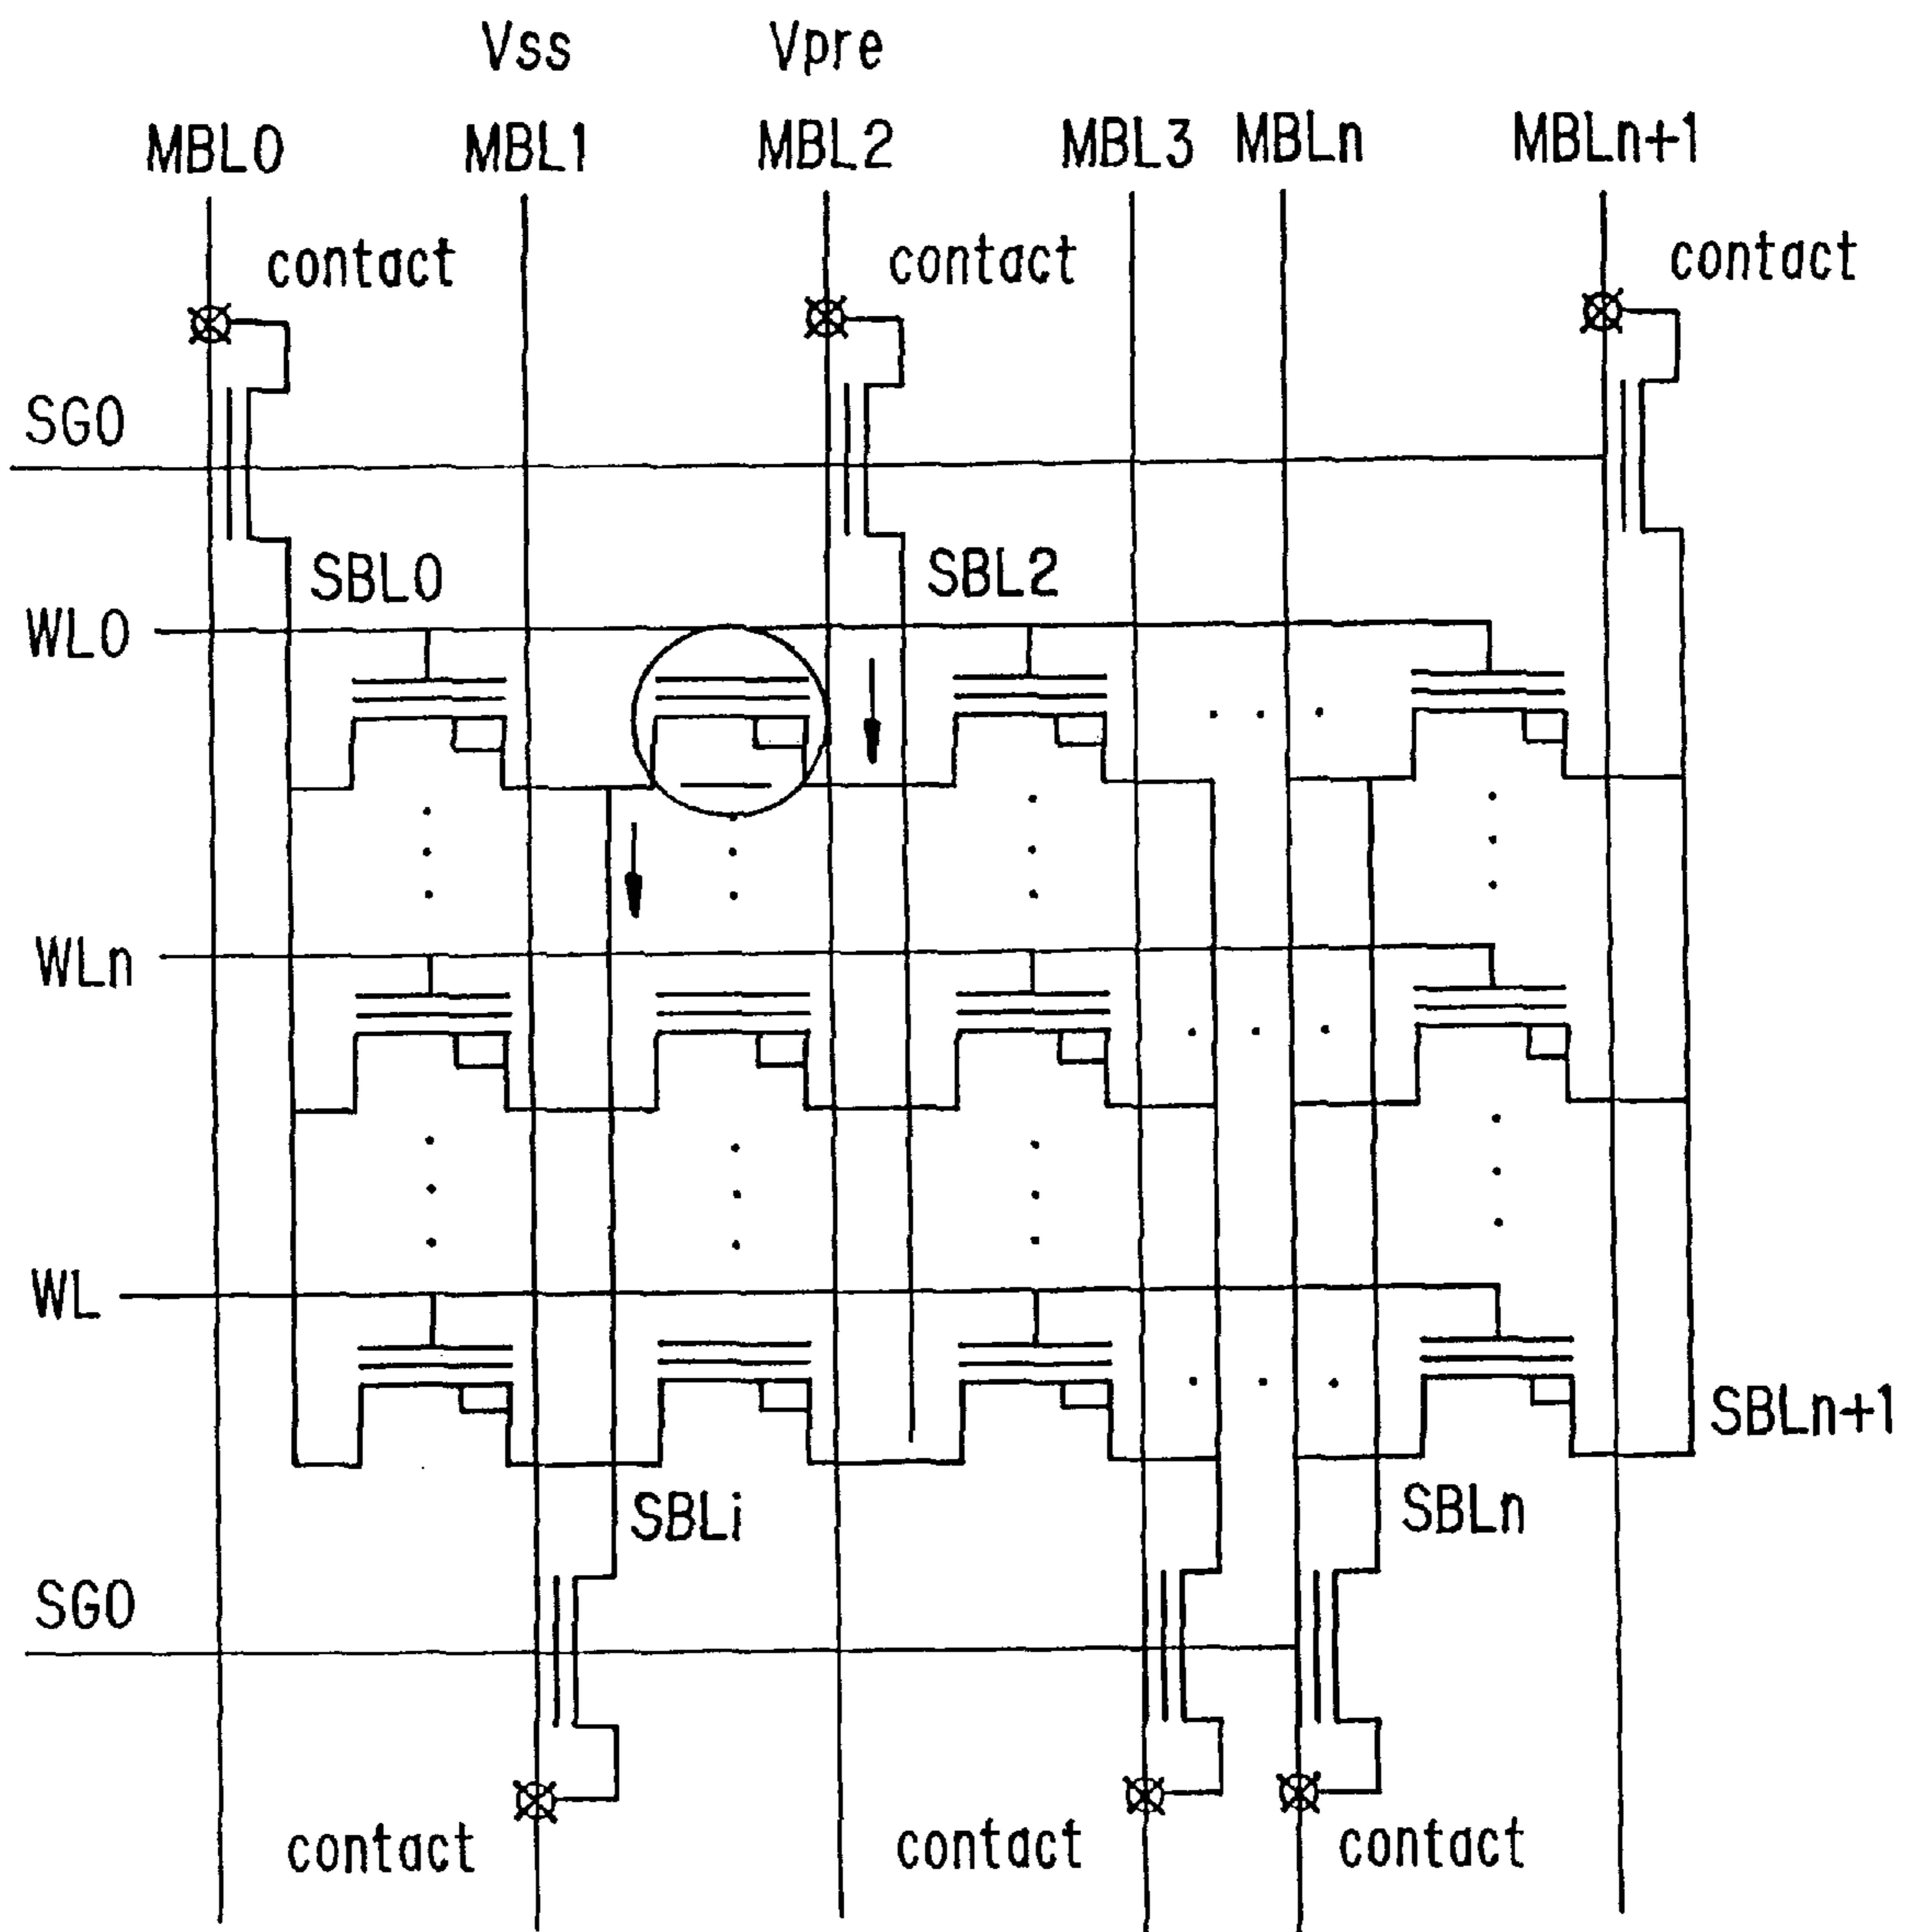 Vss Vpre
MBL0 MBL1 MBL2 MBL3 MBLn MBLn+1
contact contact contact
SG0
SBL0 SBL2
WL0
WLn
WL
SBLn+1
SBLi SBLn
SG0
contact contact contact